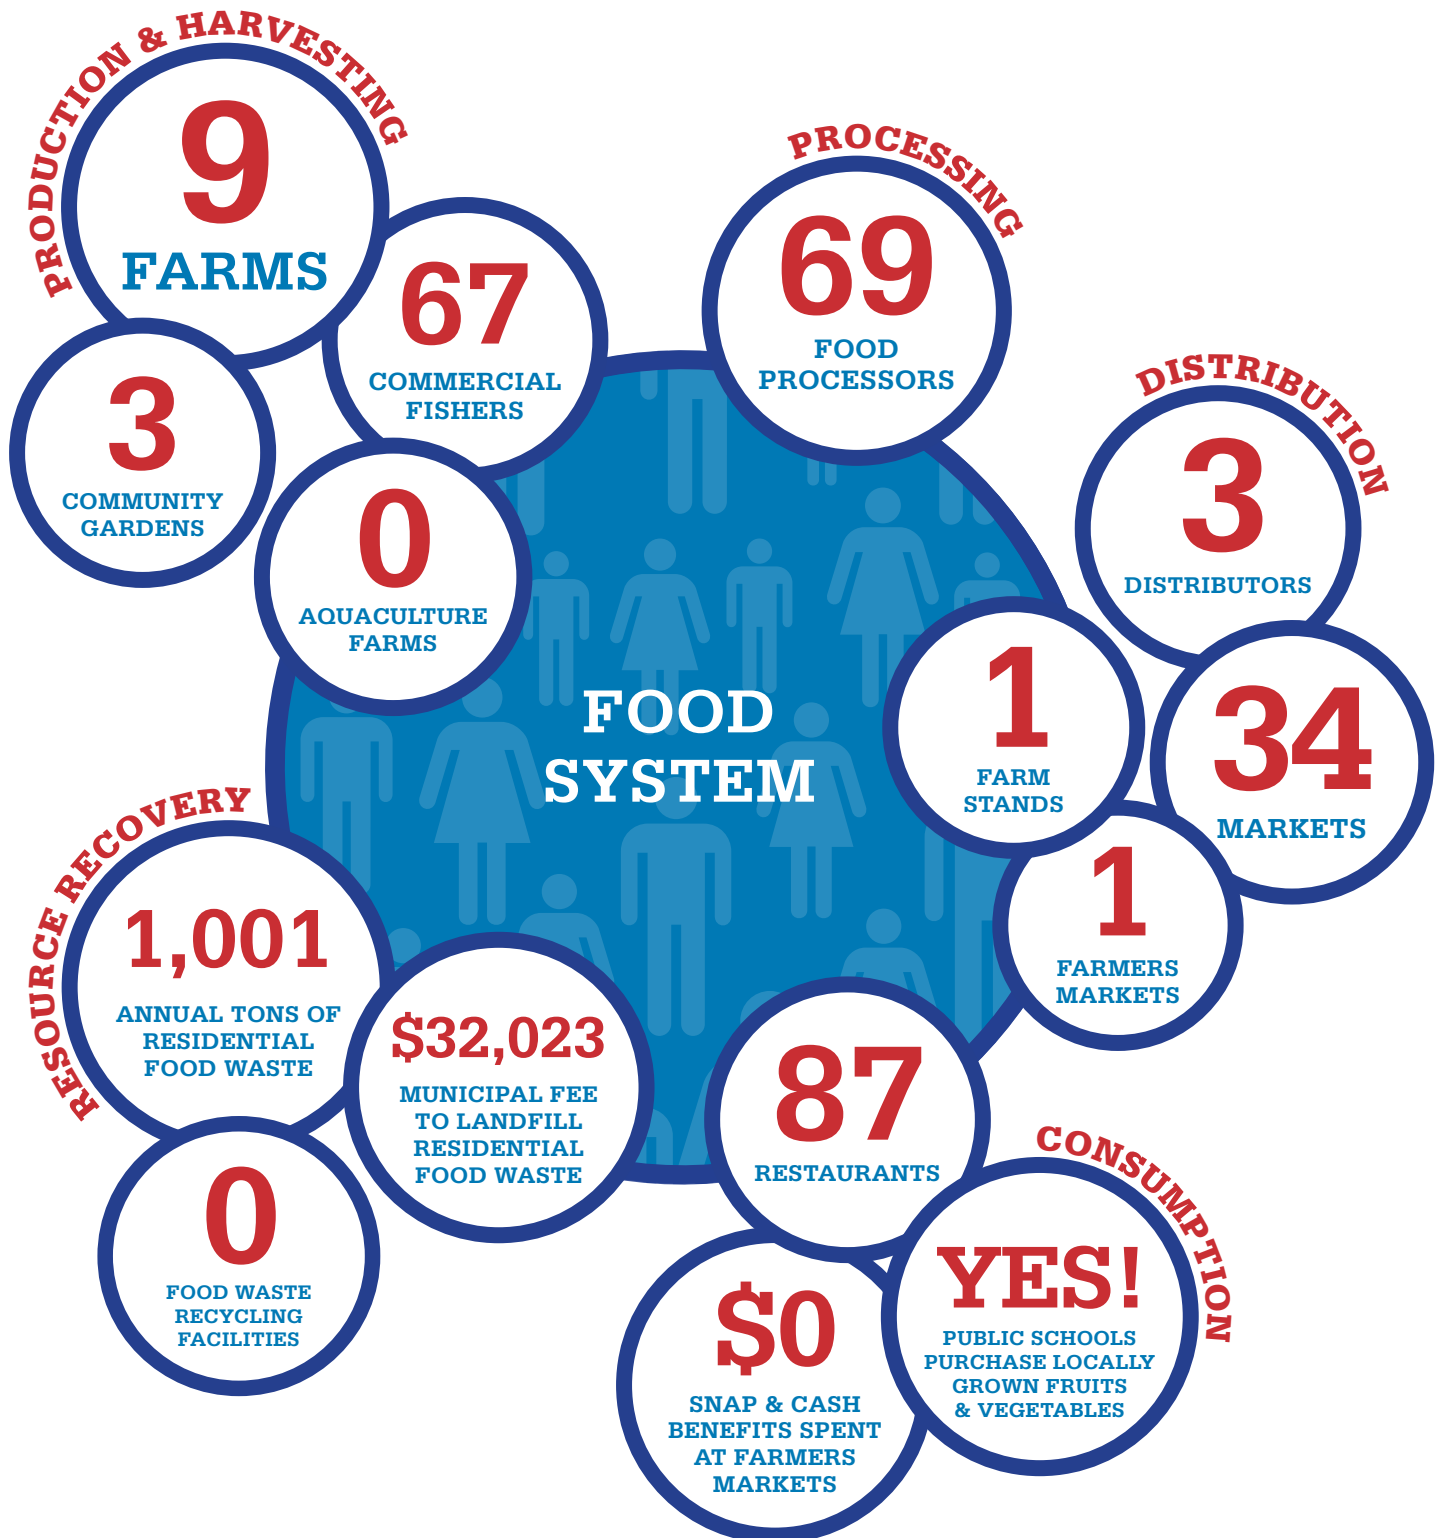 PRODUCTION & HARVESTING
9
FARMS
67
COMMERCIAL
FISHERS
3
COMMUNITY
GARDENS
0
AQUACULTURE
FARMS
PROCESSING
69
FOOD
PROCESSORS
DISTRIBUTION
3
DISTRIBUTORS
1
FARM
STANDS
34
MARKETS
1
FARMERS
MARKETS
FOOD
SYSTEM
RESOURCE RECOVERY
1,001
ANNUAL TONS OF
RESIDENTIAL
FOOD WASTE
$32,023
MUNICIPAL FEE
TO LANDFILL
RESIDENTIAL
FOOD WASTE
0
FOOD WASTE
RECYCLING
FACILITIES
CONSUMPTION
87
RESTAURANTS
YES!
PUBLIC SCHOOLS
PURCHASE LOCALLY
GROWN FRUITS
& VEGETABLES
$0
SNAP & CASH
BENEFITS SPENT
AT FARMERS
MARKETS